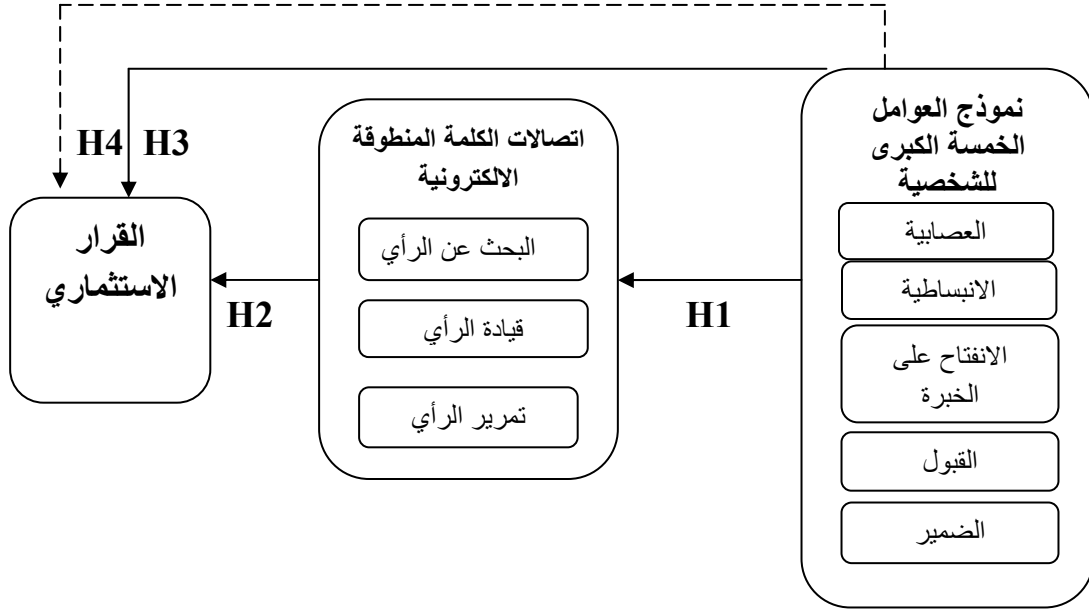 نموذج العوامل
الخمسة الكبرى
للشخصية
العصابية
الانبساطية
الانفتاح على
الخبرة
القبول
الضمير
H1
اتصالات الكلمة المنطوقة
الالكترونية
البحث عن الرأي
قيادة الرأي
تمرير الرأي
H2
H3
H4
القرار
الاستثماري